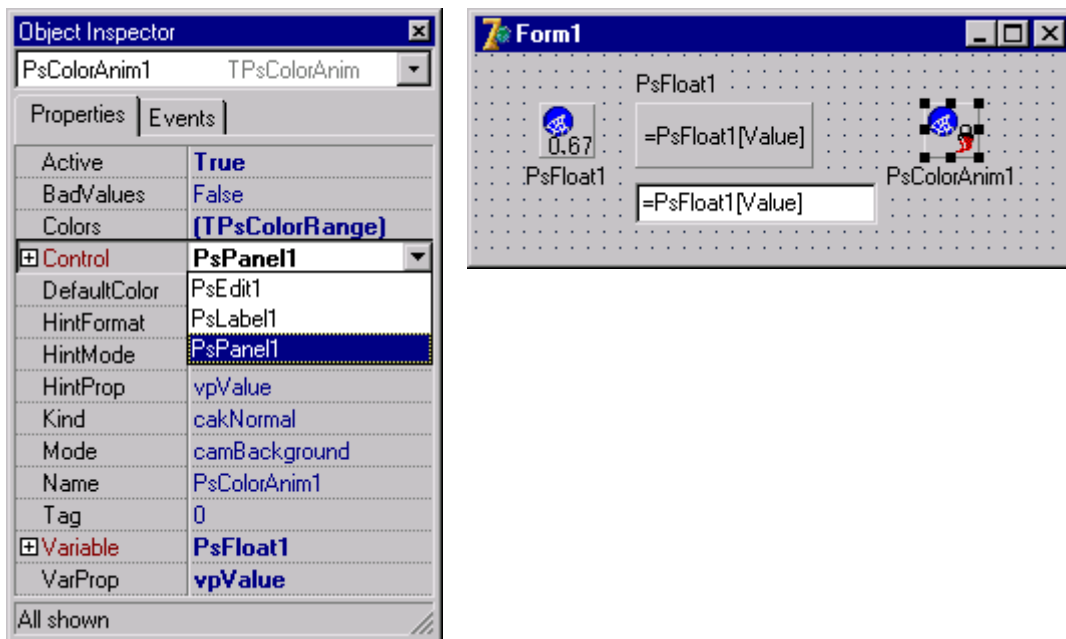 Object Inspector
PsColorAnim1 TPsColorAnim
Properties Events
Active True
BadValues False
Colors (TPsColorRange)
Control PsPanel1
DefaultColor PsEdit1
HintFormat PsLabel1
HintMode PsPanel1
HintProp vpValue
Kind cakNormal
Mode camBackground
Name PsColorAnim1
Tag 0
Variable PsFloat1
VarProp vpValue
All shown
Form1
PsFloat1
0.67
=PsFloat1[Value]
PsFloat1
PsColorAnim1
=PsFloat1[Value]